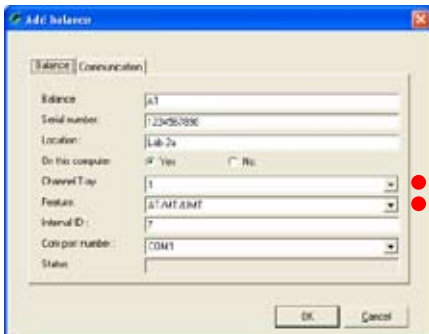 Add balance
Balance Communication
Balance AT
Serial number: 1234567890
Location: Lab 2a
On this computer Yes No
Channel Tray 1
Feature: AT/MT/UMT
Internal ID : 7
Com port number : COM1
Status
OK Cancel